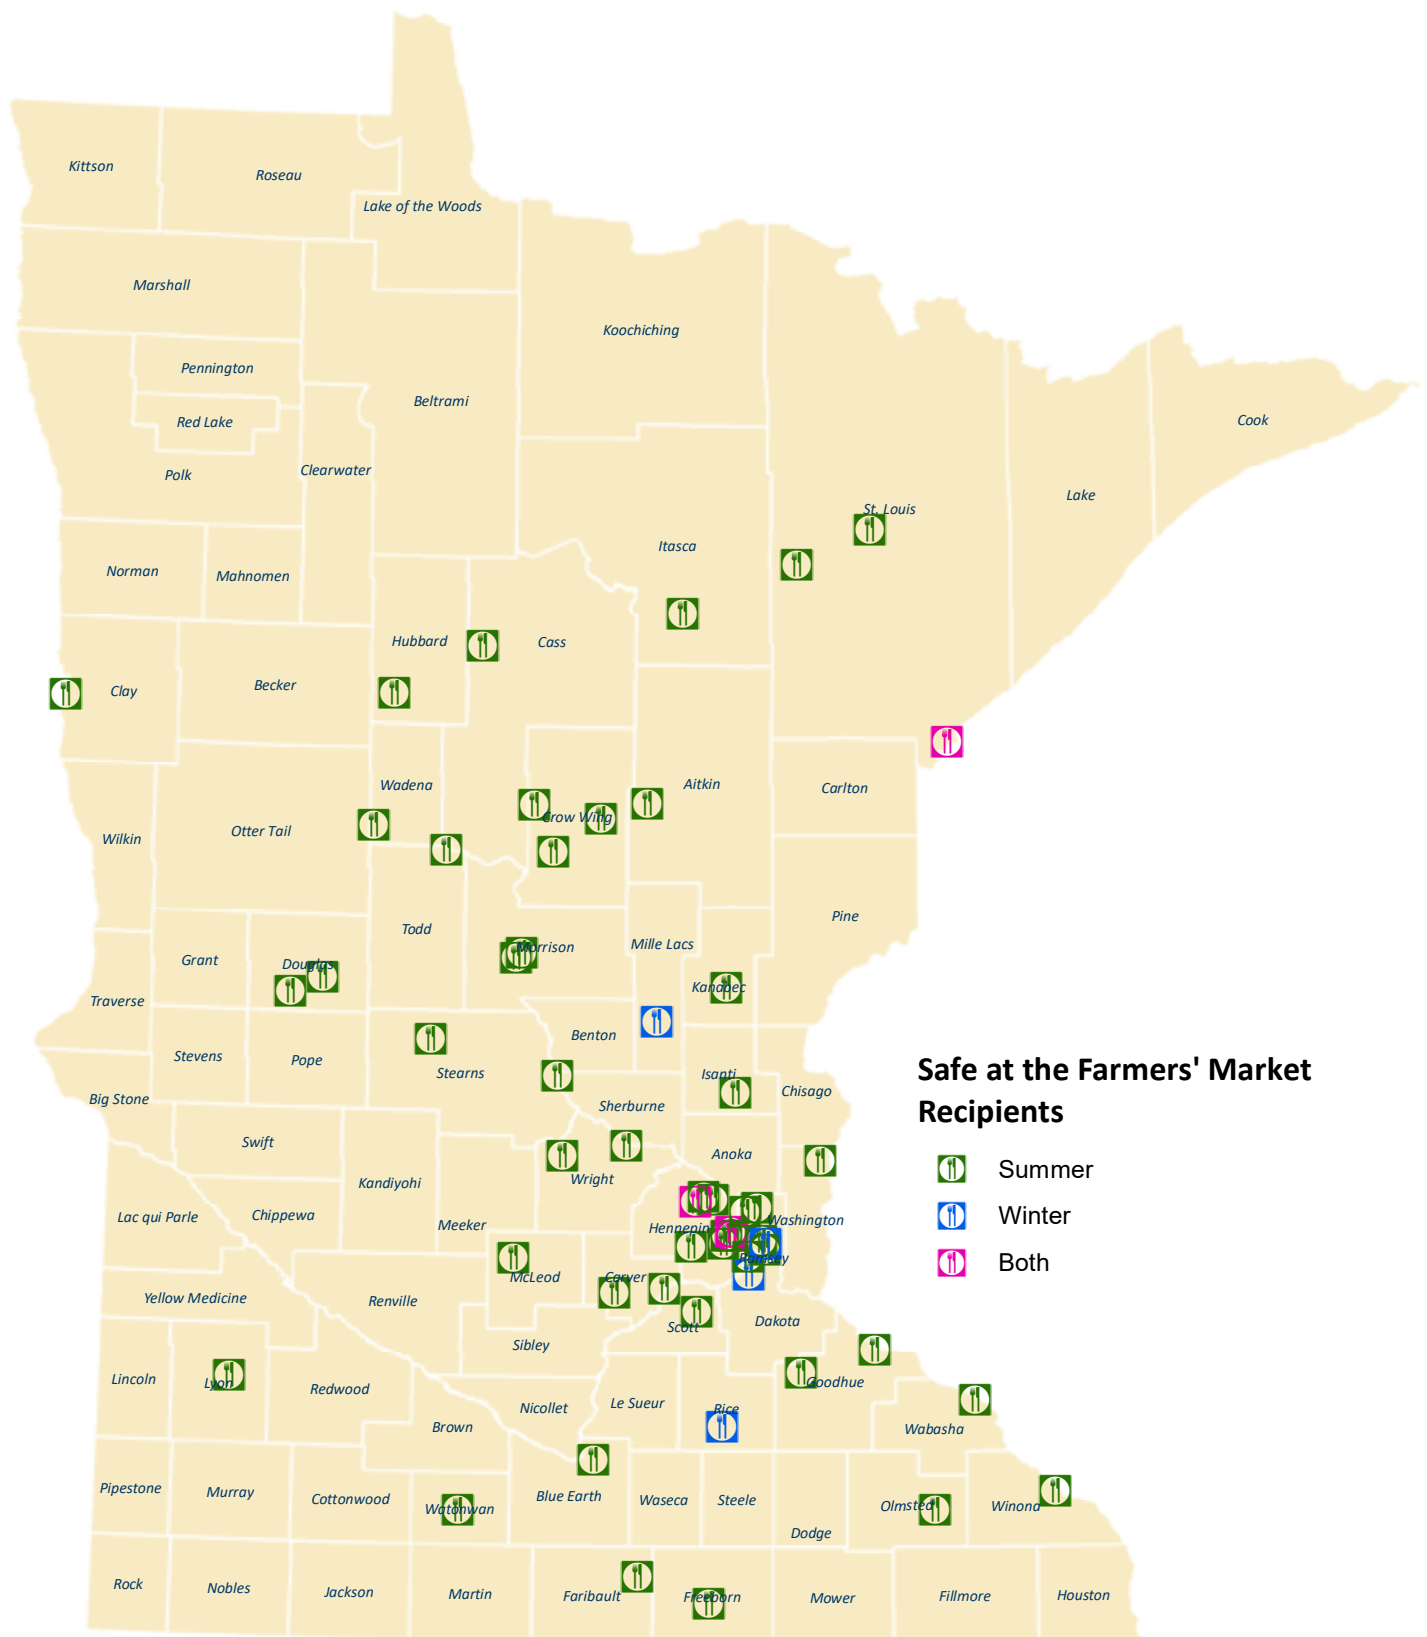 Kittson
Roseau
Lake of the Woods
Marshall
Koochiching
Pennington
Beltrami
Red Lake
Cook
Clearwater
Polk
Lake
St. Louis
Itasca
Norman
Mahnomen
Hubbard
Cass
Clay
Becker
Wadena
Aitkin
Carlton
Crow Wing
Otter Tail
Wilkin
Pine
Todd
Morrison
Mille Lacs
Grant
Douglas
Kanabec
Traverse
Benton
Stevens
Pope
Stearns
Isanti
Chisago
Big Stone
Sherburne
Swift
Anoka
Wright
Kandiyohi
Lac qui Parle
Chippewa
Meeker
Hennepin
Washington
Ramsey
McLeod
Carver
Yellow Medicine
Renville
Dakota
Scott
Sibley
Lincoln
Lyon
Redwood
Goodhue
Le Sueur
Nicollet
Rice
Brown
Wabasha
Pipestone
Murray
Cottonwood
Watonwan
Blue Earth
Waseca
Steele
Dodge
Olmsted
Winona
Rock
Nobles
Jackson
Martin
Faribault
Freeborn
Mower
Fillmore
Houston
Safe at the Farmers' Market
Recipients
Summer
Winter
Both